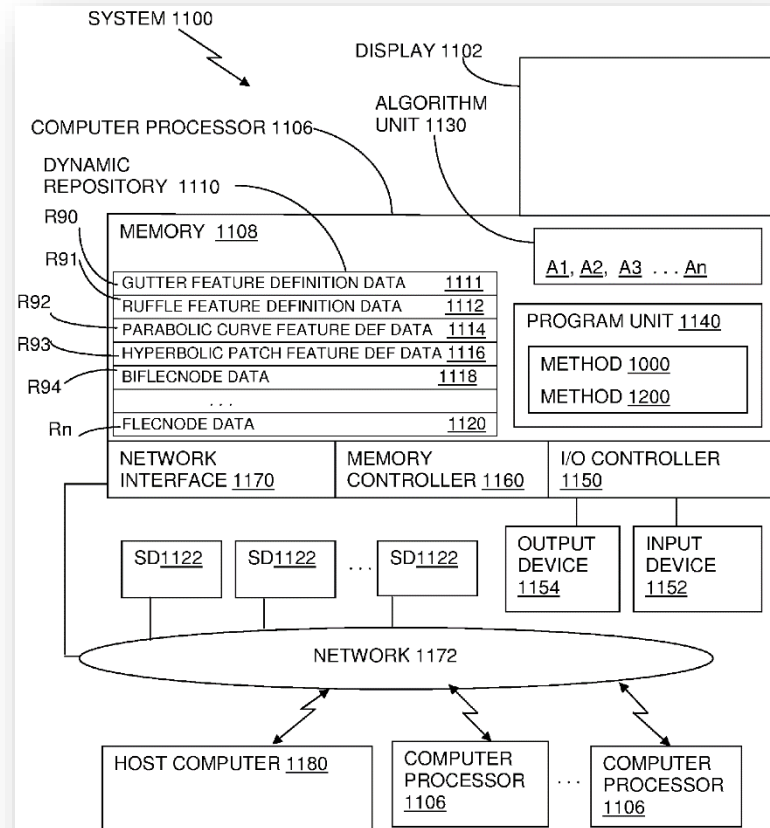 SYSTEM 1100
DISPLAY 1102
ALGORITHM
UNIT 1130
COMPUTER PROCESSOR 1106
DYNAMIC
REPOSITORY 1110
R90
R91
R92
R93
R94
Rn
MEMORY 1108
GUTTER FEATURE DEFINITION DATA 1111
RUFFLE FEATURE DEFINITION DATA 1112
PARABOLIC CURVE FEATURE DEF DATA 1114
HYPERBOLIC PATCH FEATURE DEF DATA 1116
BIFLECNODE DATA 1118
. . .
FLECNODE DATA 1120
A1, A2, A3 . . . An
PROGRAM UNIT 1140
METHOD 1000
METHOD 1200
NETWORK
INTERFACE 1170
MEMORY
CONTROLLER 1160
I/O CONTROLLER
1150
SD1122
SD1122
. . .
SD1122
OUTPUT
DEVICE
1154
INPUT
DEVICE
1152
NETWORK 1172
HOST COMPUTER 1180
COMPUTER
PROCESSOR
1106
. . .
COMPUTER
PROCESSOR
1106